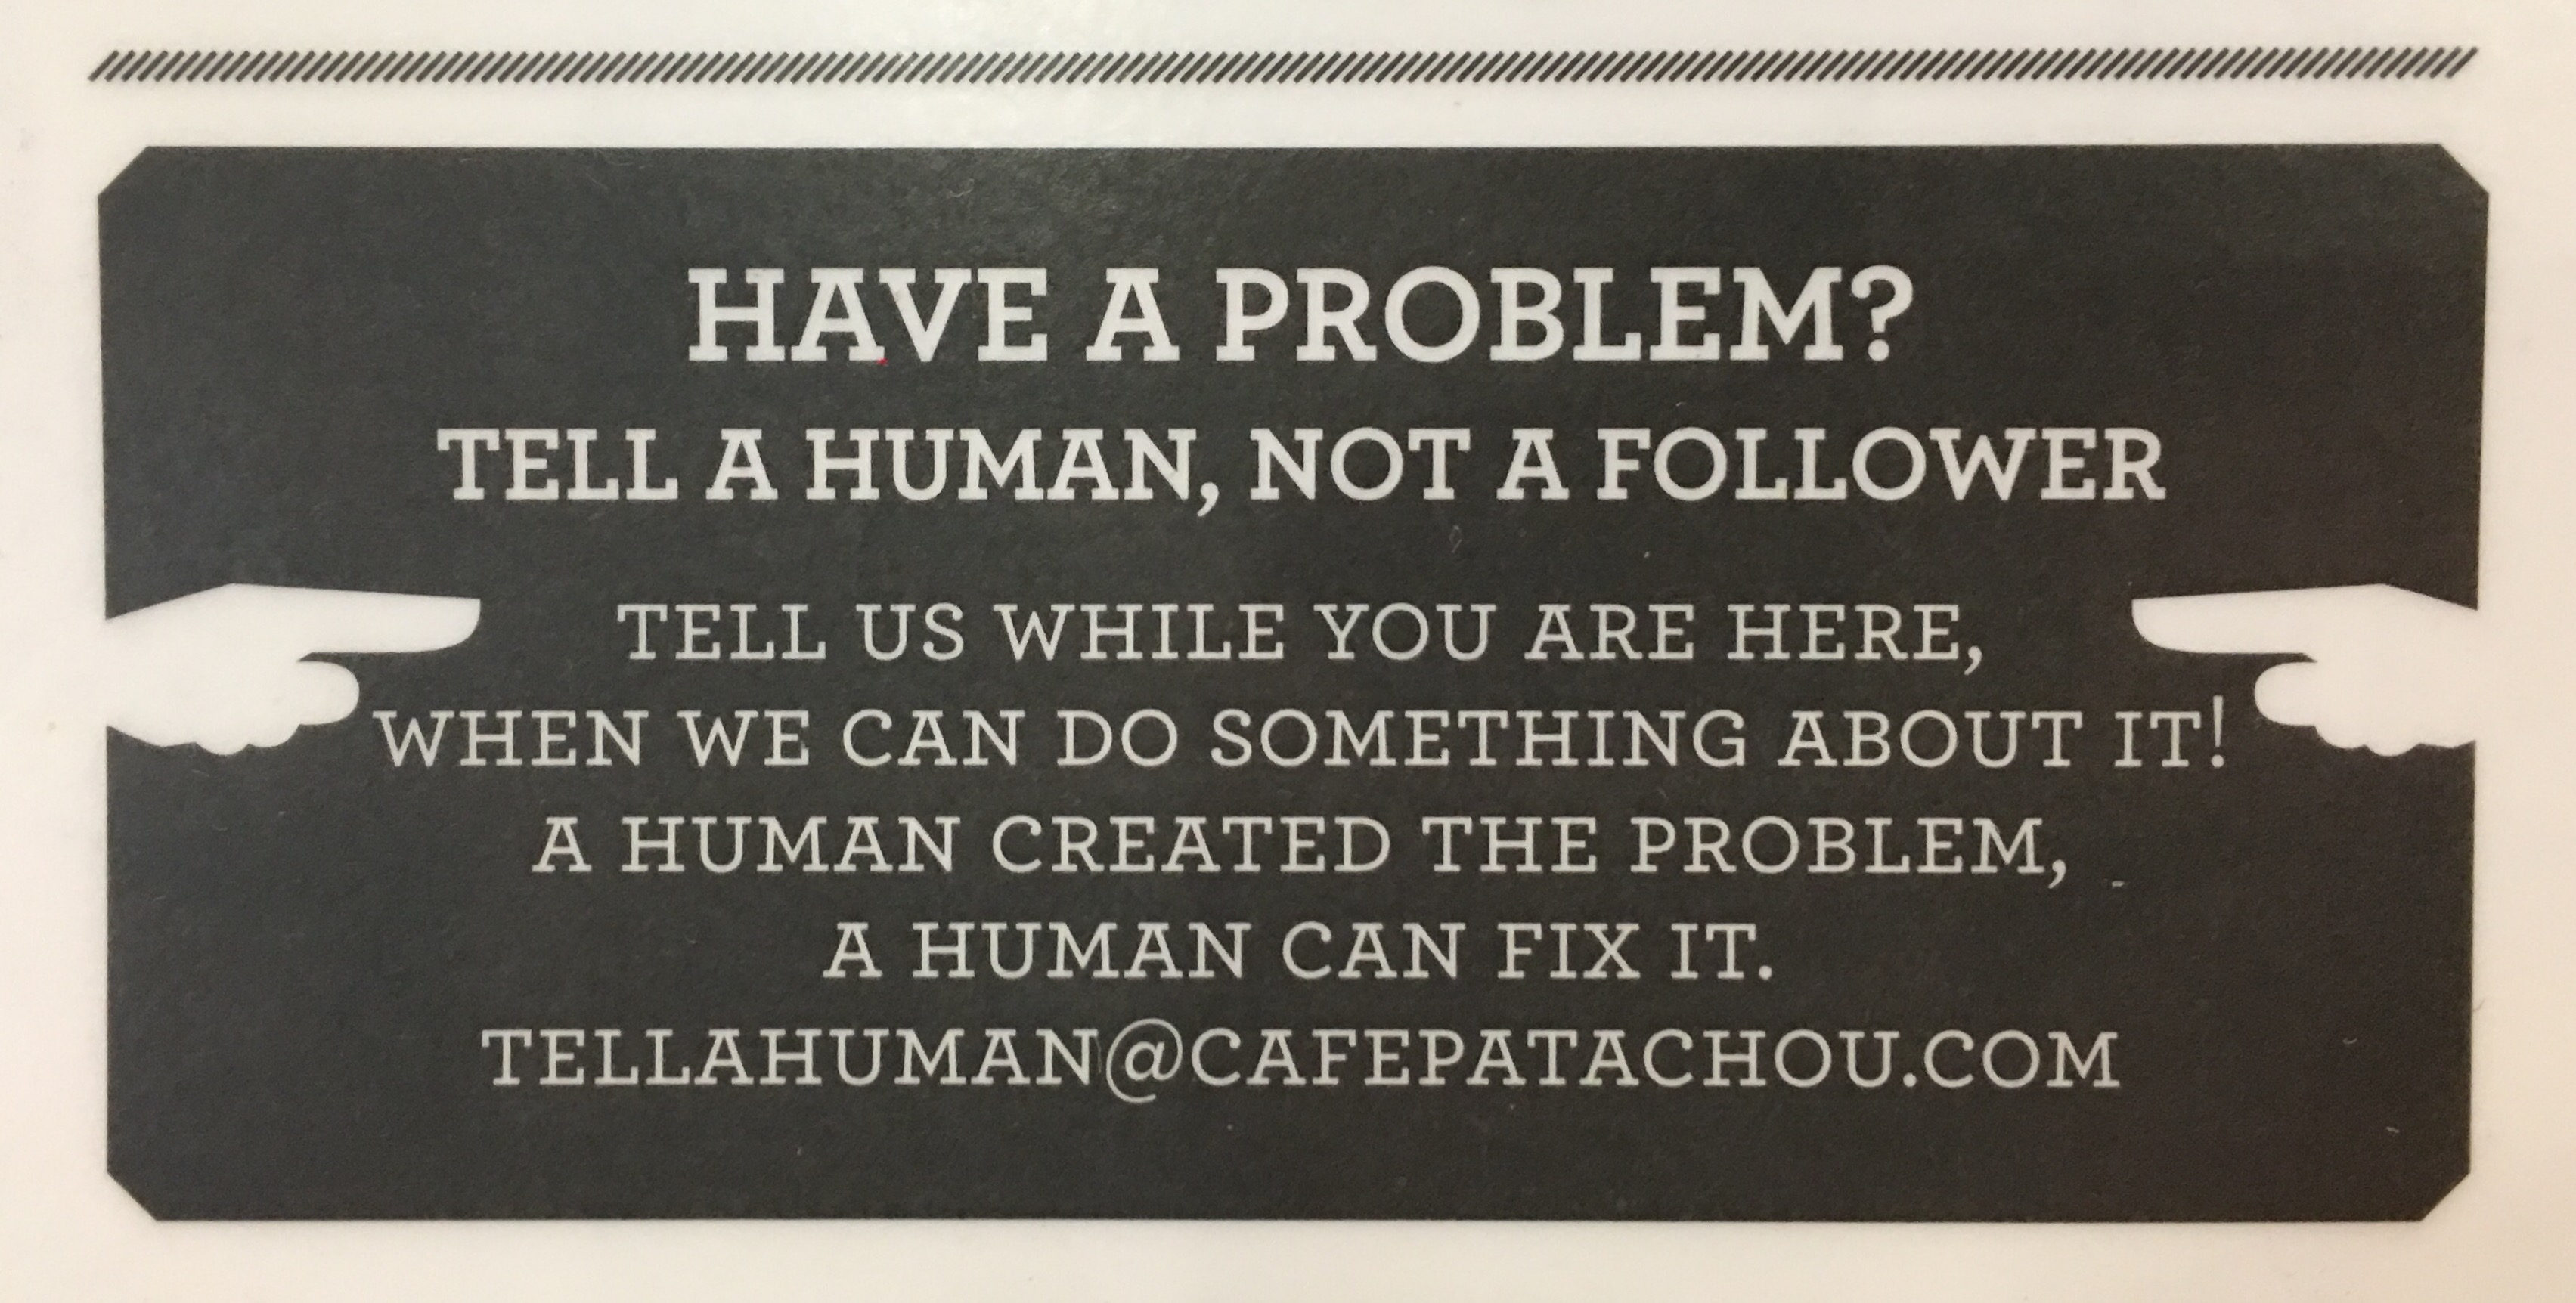 HAVE A PROBLEM?
TELL A HUMAN, NOT A FOLLOWER
TELL US WHILE YOU ARE HERE,
WHEN WE CAN DO SOMETHING ABOUT IT!
A HUMAN CREATED THE PROBLEM,
A HUMAN CAN FIX IT.
TELLAHUMAN@CAFEPATACHOU.COM